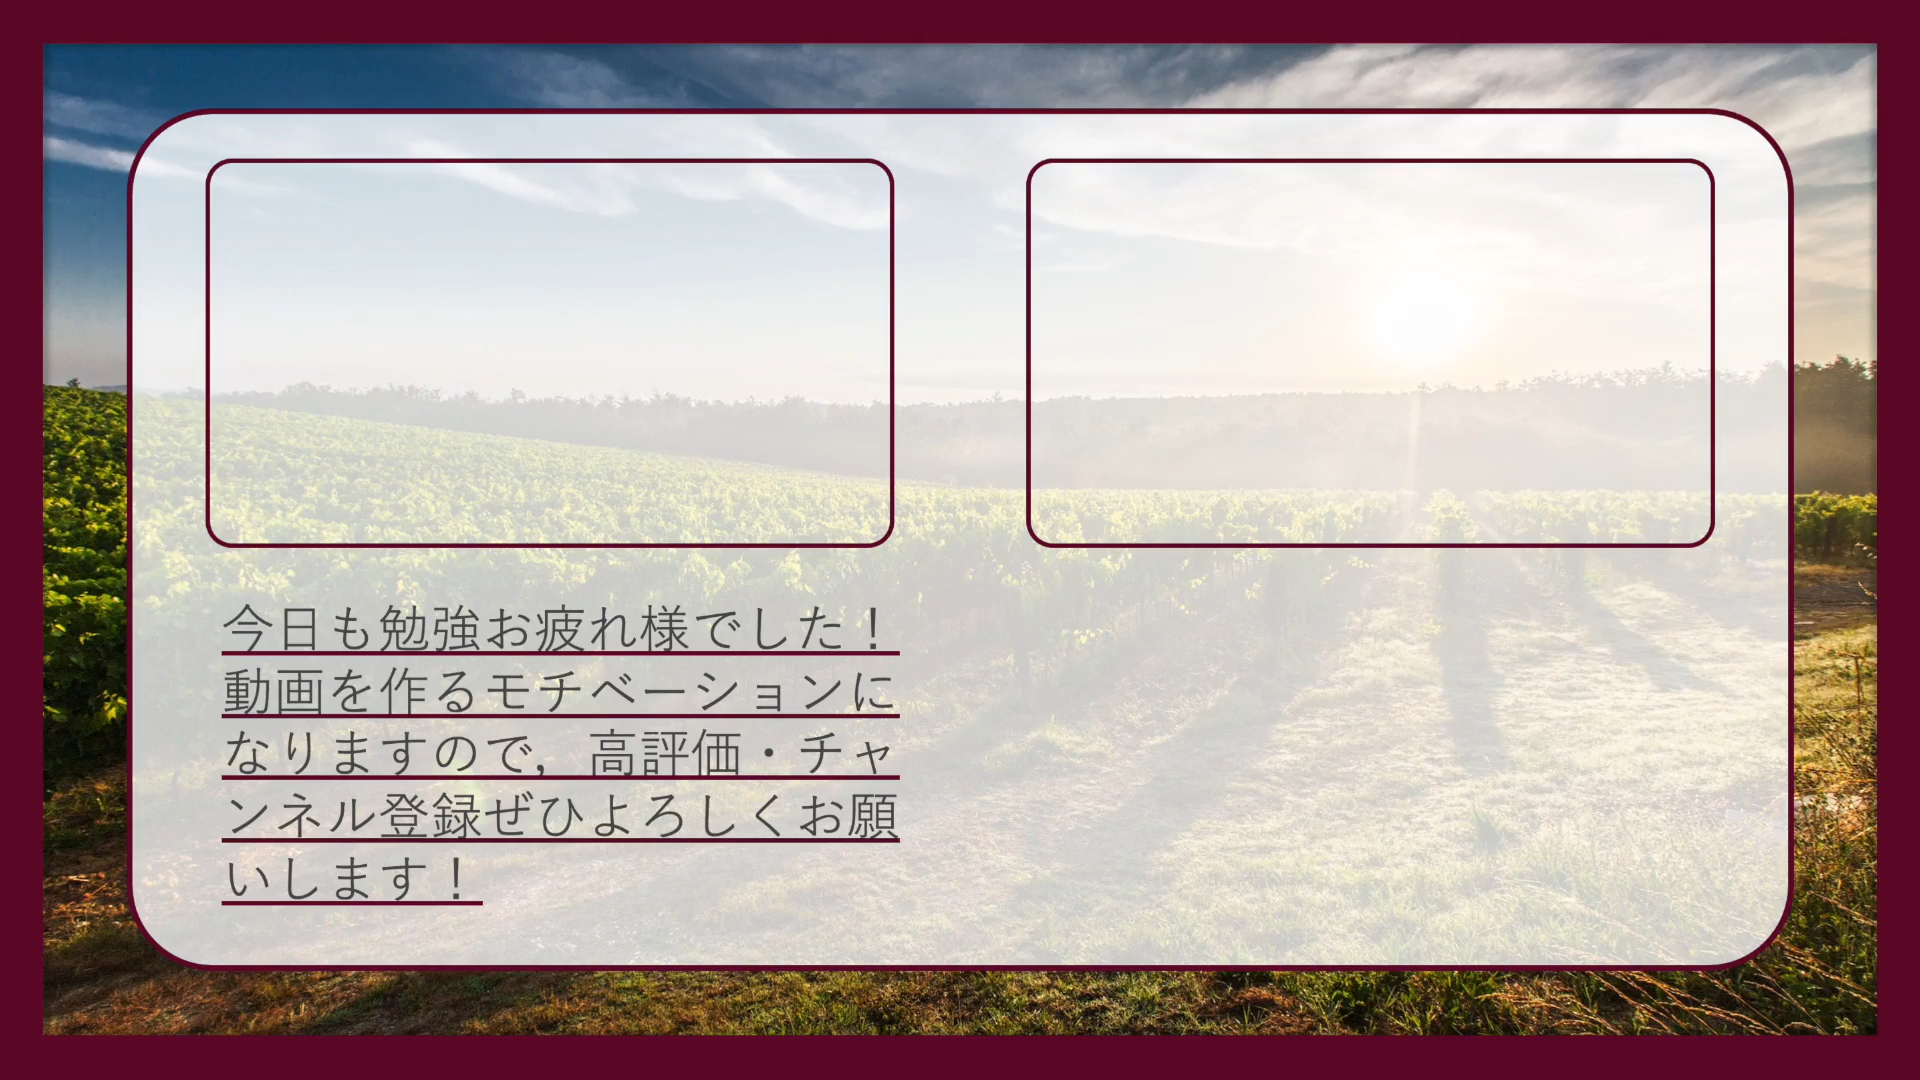 今日も勉強お疲れ様でした！
動画を作るモチベーションに
なりますので，高評価・チャ
ンネル登録ぜひよろしくお願
いします！